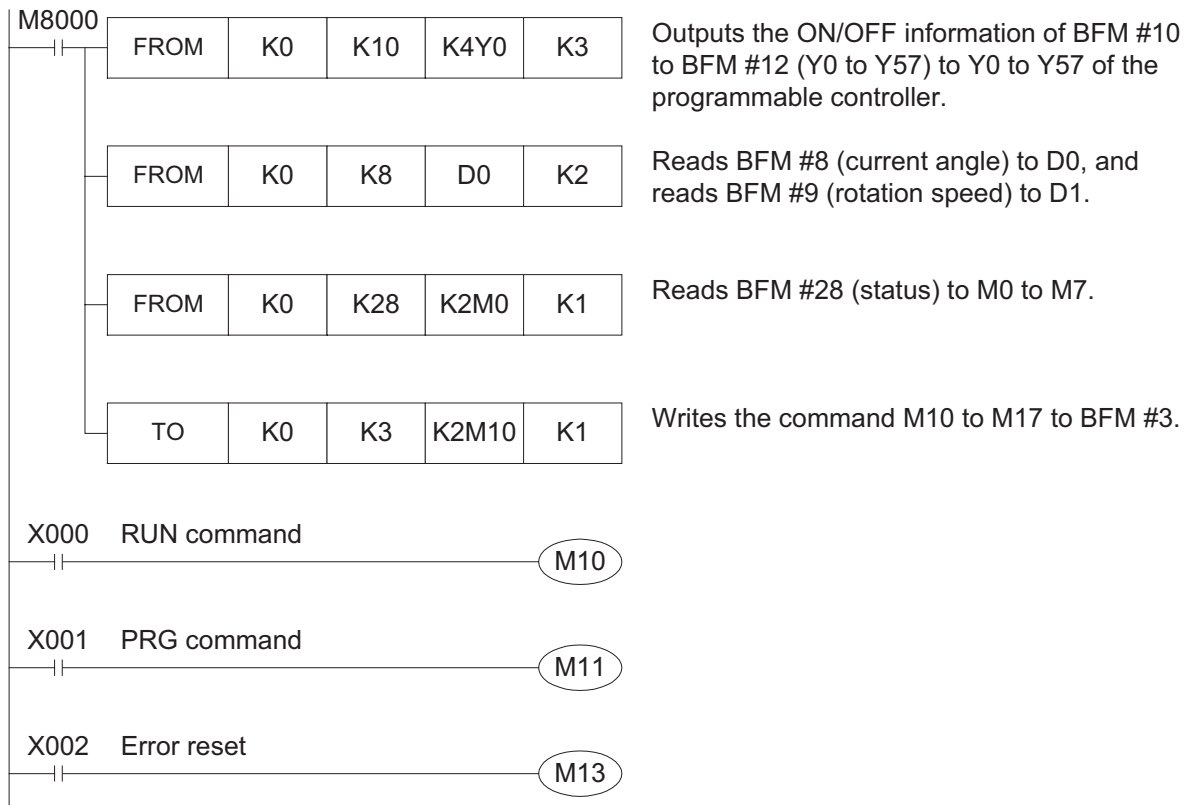 M8000
FROM K0 K10 K4Y0 K3
Outputs the ON/OFF information of BFM #10
to BFM #12 (Y0 to Y57) to Y0 to Y57 of the
programmable controller.
FROM K0 K8 D0 K2
Reads BFM #8 (current angle) to D0, and
reads BFM #9 (rotation speed) to D1.
FROM K0 K28 K2M0 K1
Reads BFM #28 (status) to M0 to M7.
TO K0 K3 K2M10 K1
Writes the command M10 to M17 to BFM #3.
X000 RUN command
M10
X001 PRG command
M11
X002 Error reset
M13